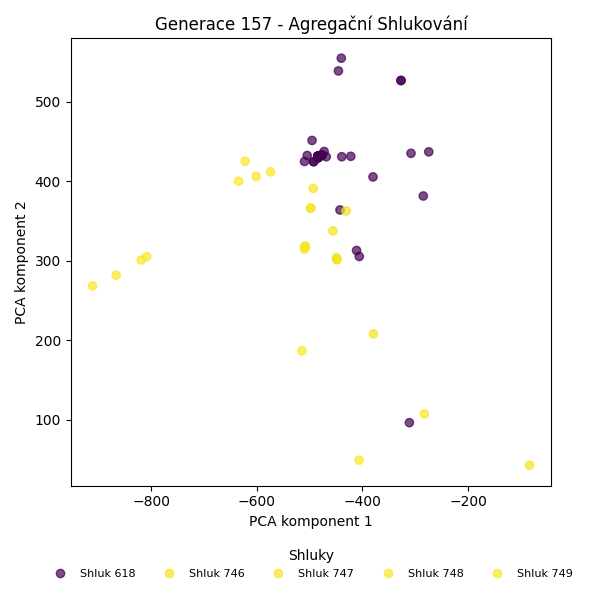 Generace 157 - Agregační Shlukování
PCA komponent 2
500
400
300
200
100
−800 −600 −400 −200
PCA komponent 1
Shluky
Shluk 618 Shluk 746 Shluk 747 Shluk 748 Shluk 749